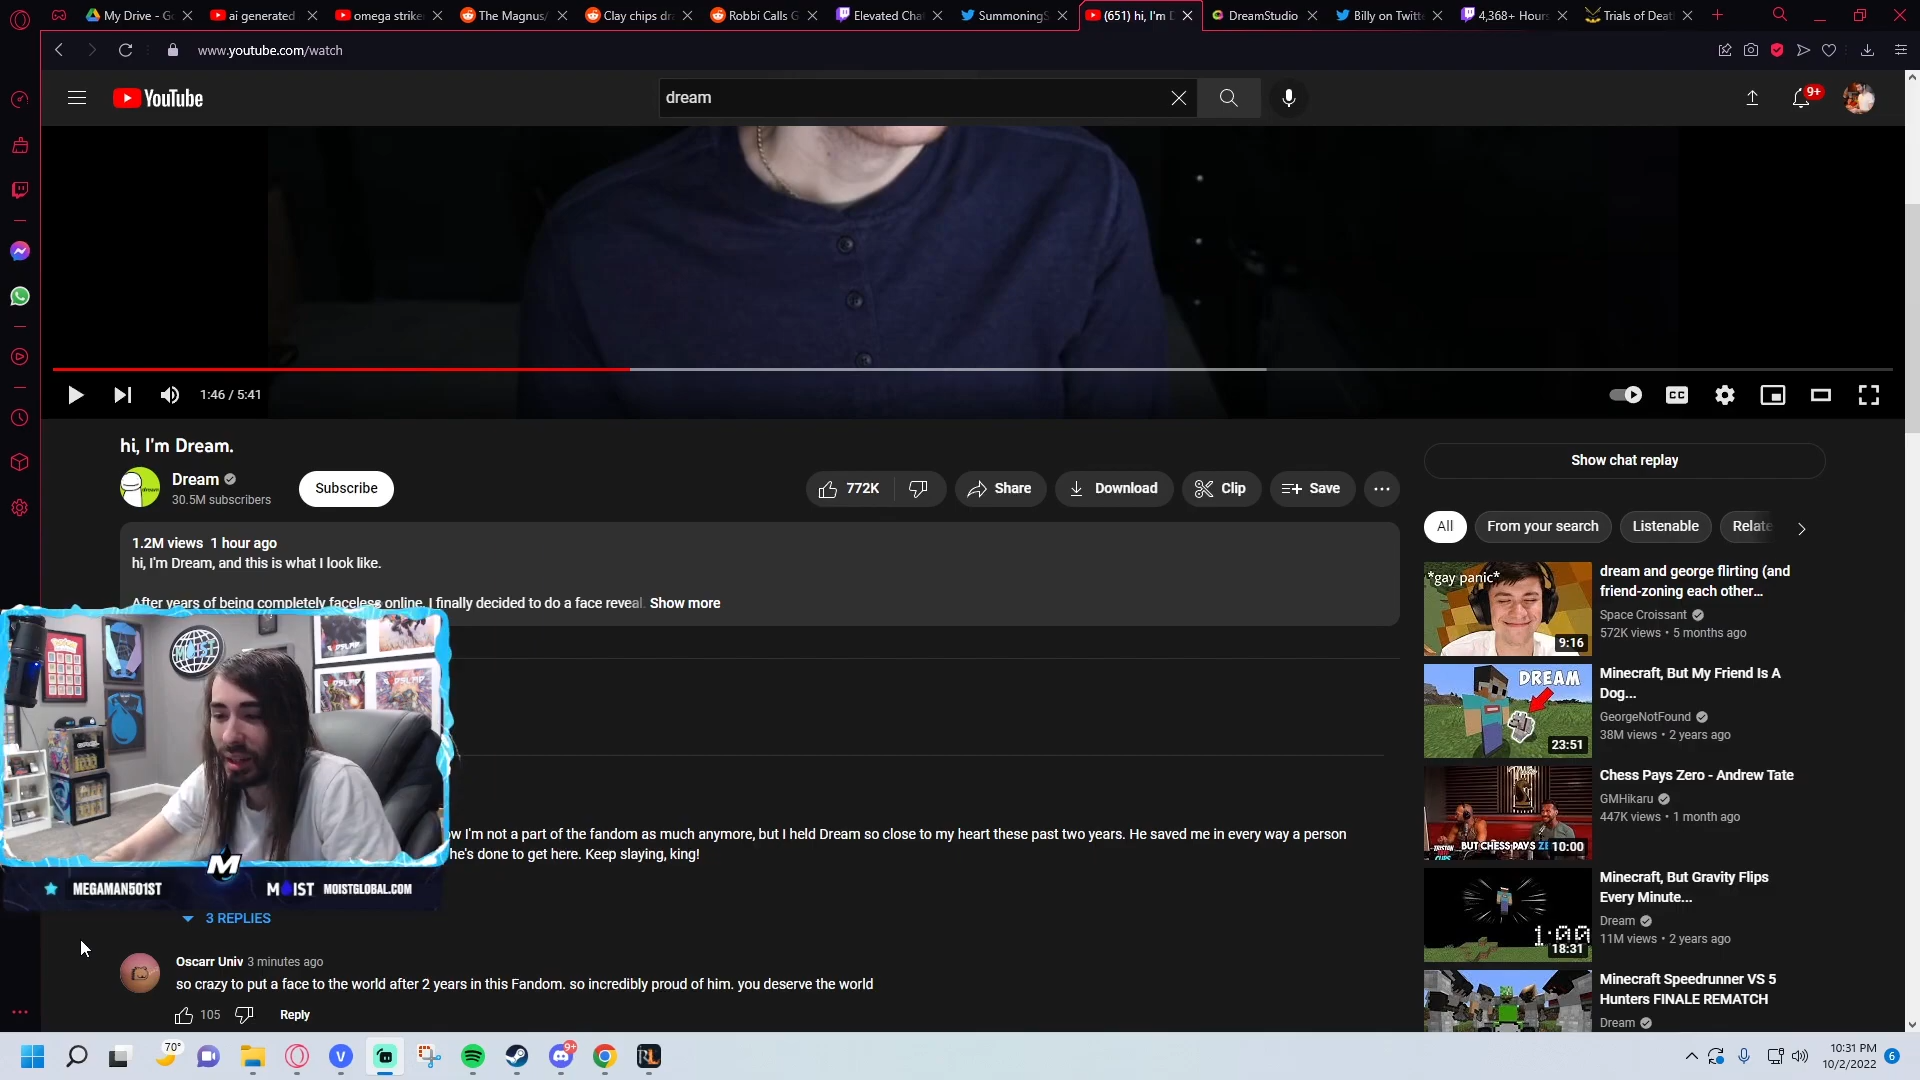 My Drive - Go
ai generated
omega strike
The Magnus/
Clay chips dr
Robbi Calls G
Elevated Cha
SummoningS
(651) hi, I'm D
DreamStudio
Billy on Twitt
4,368+ Hours
Trials of Deat
www.youtube.com/watch
YouTube
dream
9+
1:46 / 5:41
CC
hi, I'm Dream.
Dream
30.5M subscribers
Subscribe
772K
Share
Download
Clip
Save
Show chat replay
1.2M views 1 hour ago
hi, I'm Dream, and this is what I look like.
After years of being completely faceless online, I finally decided to do a face reveal. Show more
All
From your search
Listenable
Relate
*gay panic*
9:16
dream and george flirting (and
friend-zoning each other...
Space Croissant
572K views • 5 months ago
DREAM
23:51
Minecraft, But My Friend Is A
Dog...
GeorgeNotFound
38M views • 2 years ago
BUT CHESS PAYS ZE
10:00
Chess Pays Zero - Andrew Tate
GMHikaru
447K views • 1 month ago
1:00
18:31
Minecraft, But Gravity Flips
Every Minute...
Dream
11M views • 2 years ago
Minecraft Speedrunner VS 5
Hunters FINALE REMATCH
Dream
MOIST
M
MEGAMAN501ST
MOIST MOISTGLOBAL.COM
ow I'm not a part of the fandom as much anymore, but I held Dream so close to my heart these past two years. He saved me in every way a person
he's done to get here. Keep slaying, king!
3 REPLIES
Oscarr Univ 3 minutes ago
so crazy to put a face to the world after 2 years in this Fandom. so incredibly proud of him. you deserve the world
105
Reply
70°
9+
RL
10:31 PM
10/2/2022
6